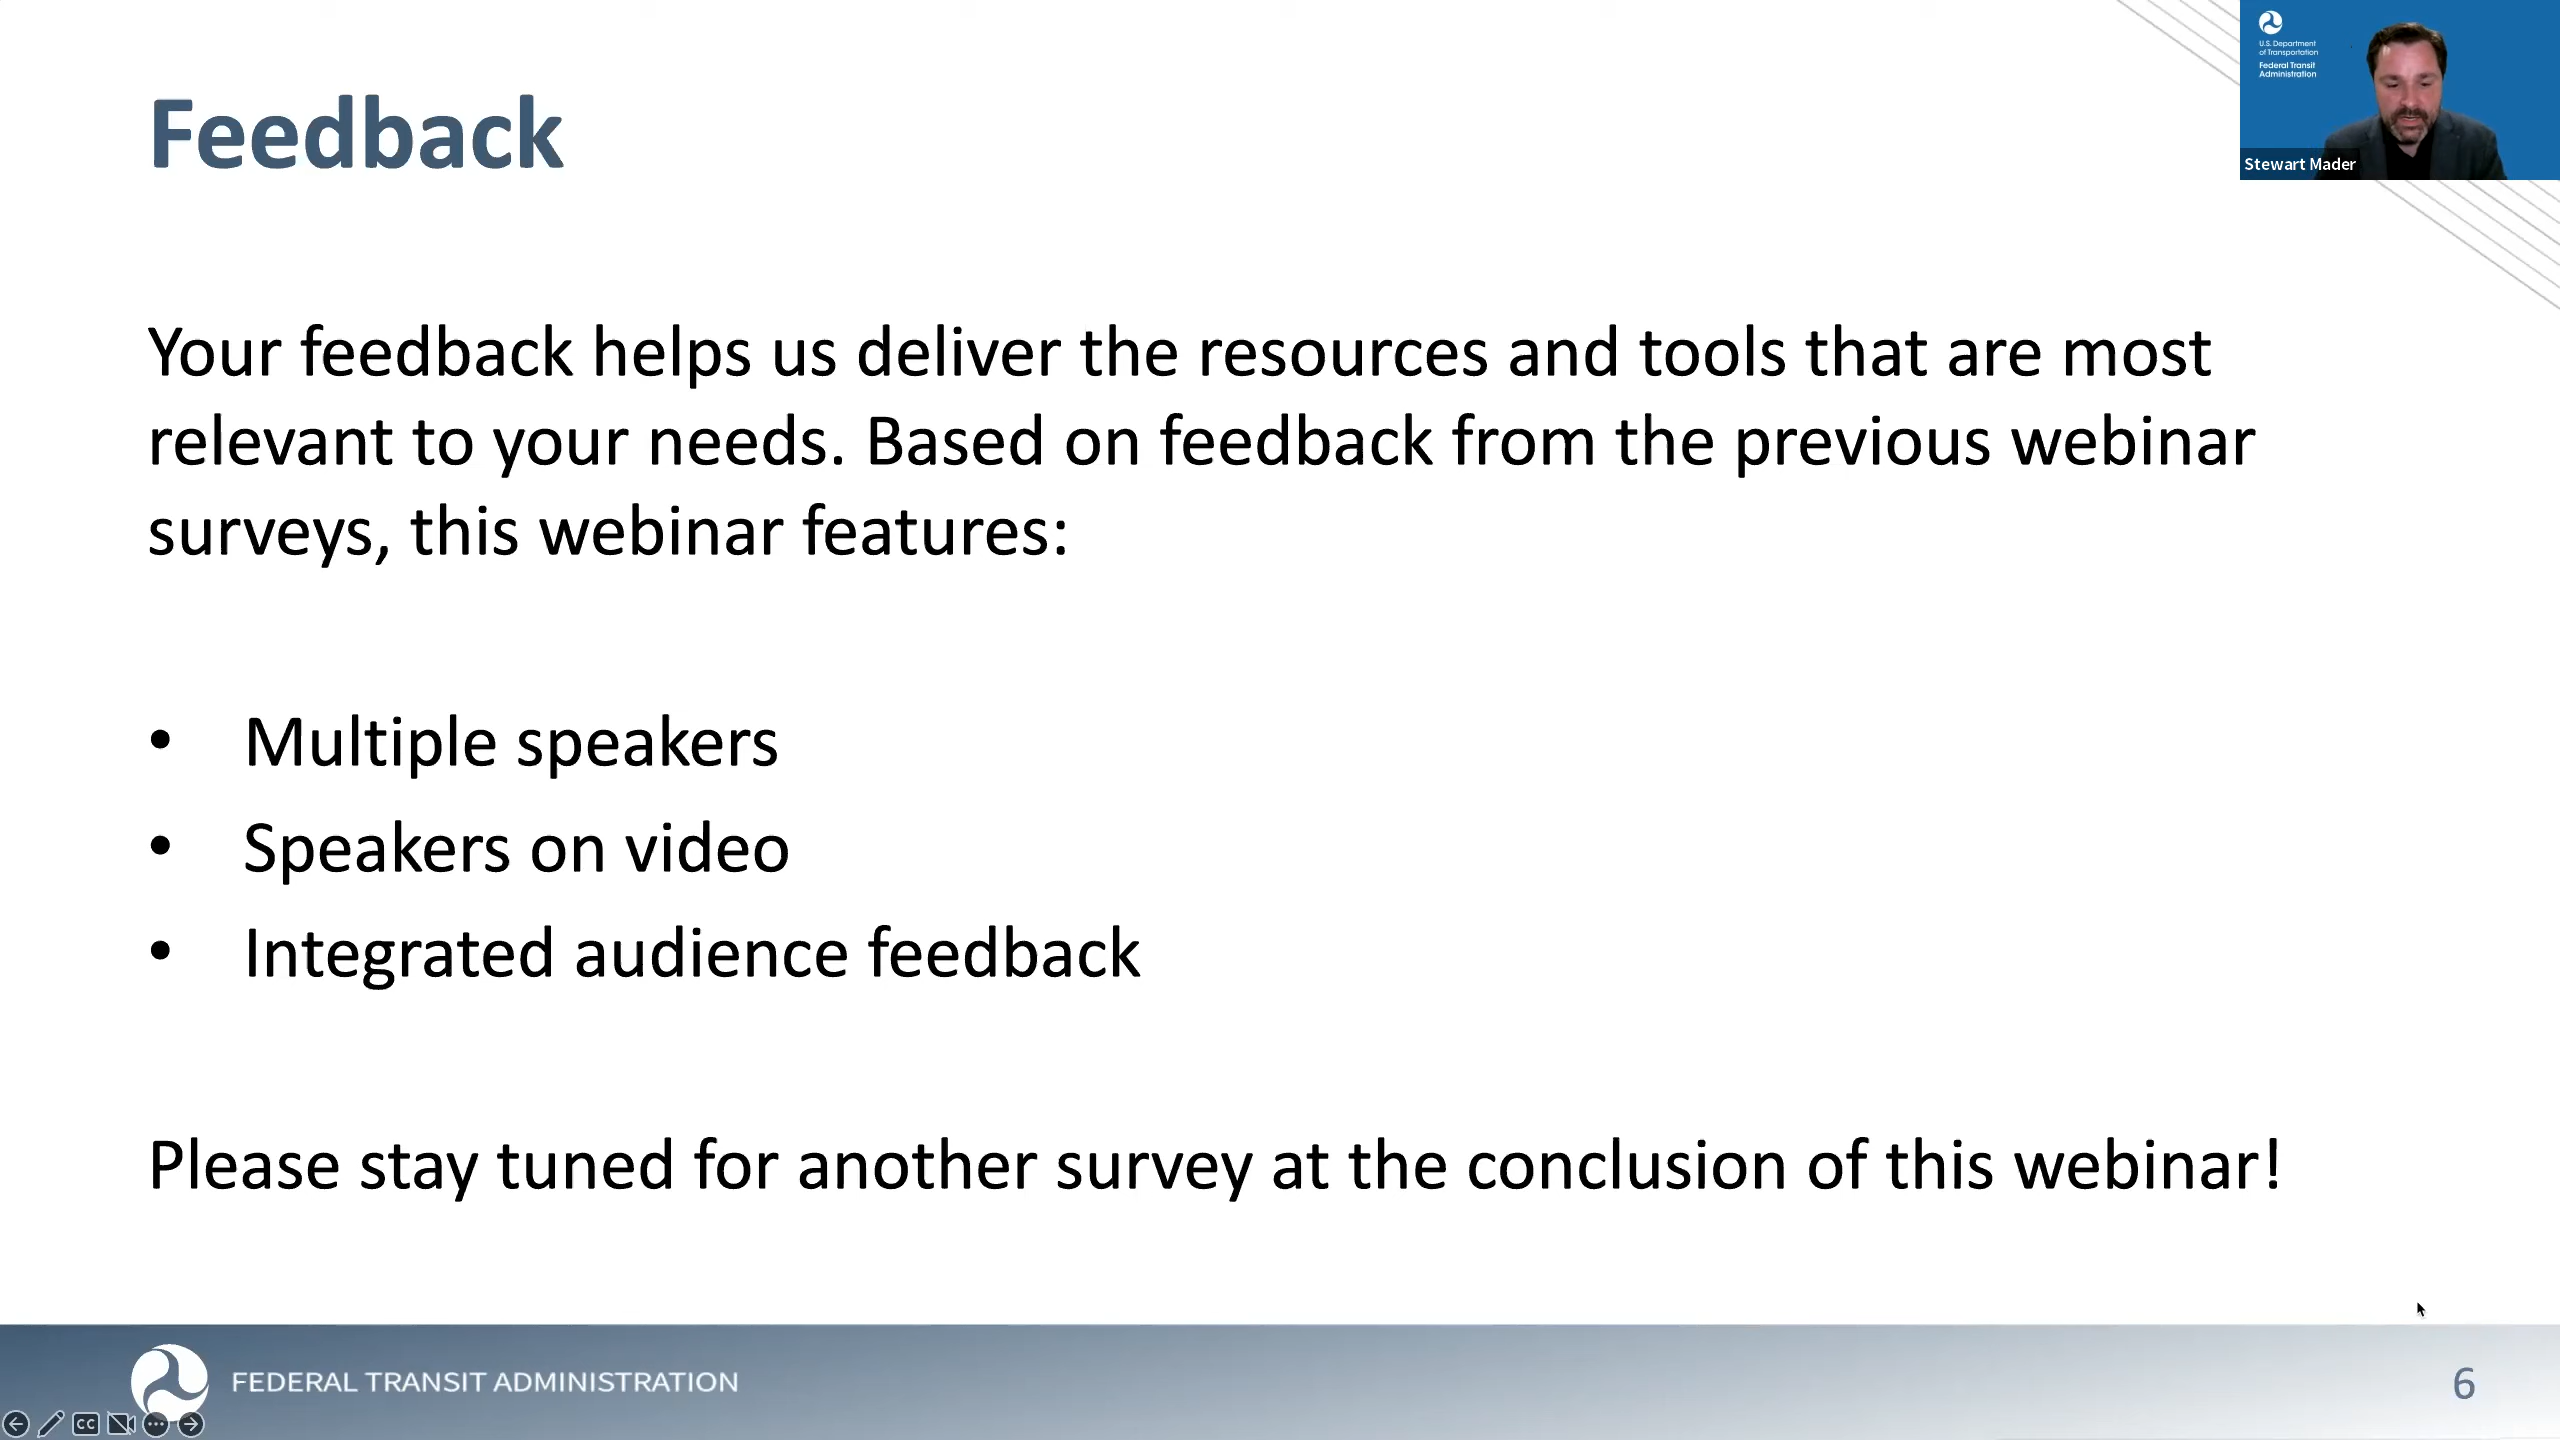 Feedback
U.S. Department
of Transportation
Federal Transit
Administration
Stewart Mader
Your feedback helps us deliver the resources and tools that are most
relevant to your needs. Based on feedback from the previous webinar
surveys, this webinar features:
• Multiple speakers
• Speakers on video
• Integrated audience feedback
Please stay tuned for another survey at the conclusion of this webinar!
FEDERAL TRANSIT ADMINISTRATION
6
CC